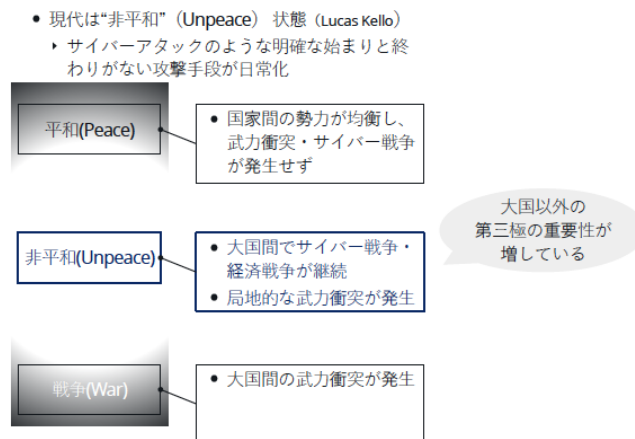 • 現代は“非平和”（Unpeace） 状態（Lucas Kello）
‣ サイバーアタックのような明確な始まりと終
わりがない攻撃手段が日常化
平和(Peace)
• 国家間の勢力が均衡し、
武力衝突・サイバー戦争
が発生せず
非平和(Unpeace)
• 大国間でサイバー戦争・
経済戦争が継続
• 局地的な武力衝突が発生
大国以外の
第三極の重要性が
増している
戦争(War)
• 大国間の武力衝突が発生